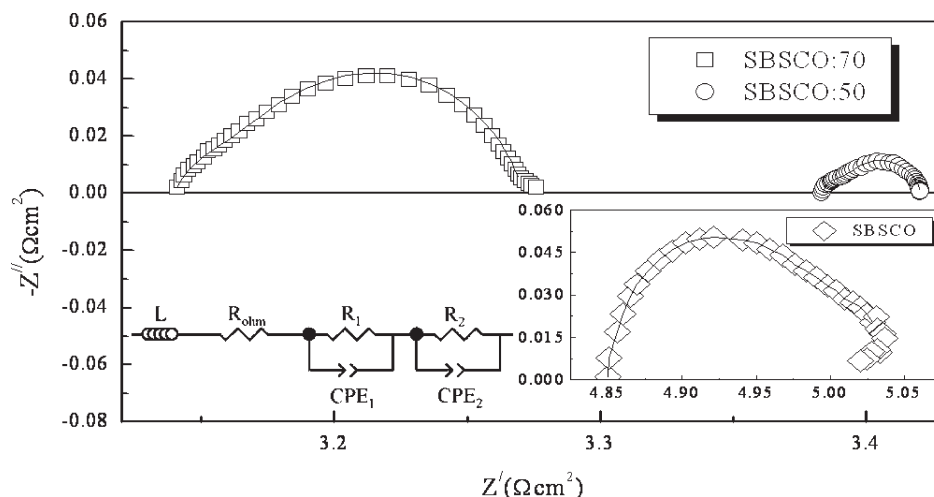 0.06
0.04
0.02
0.00
-0.02
-0.04
-0.06
-0.08
-Z//(Ωcm2)
SBSCO:70
SBSCO:50
0.060
0.045
0.030
0.015
0.000
SBSCO
4.85 4.90 4.95 5.00 5.05
L Rohm R1 R2
CPE1 CPE2
3.2 3.3 3.4
Z/(Ωcm2)